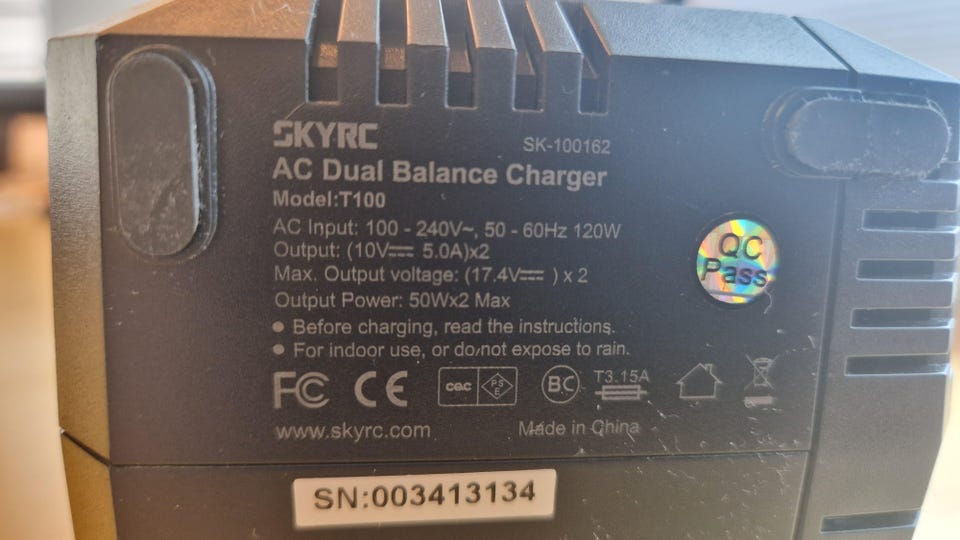 SKYRC
SK-100162
AC Dual Balance Charger
Model:T100
AC Input: 100 - 240V~, 50 - 60Hz 120W
Output: (10V⎓ 5.0A)x2
Max. Output voltage: (17.4V⎓ ) x 2
Output Power: 50Wx2 Max
● Before charging, read the instructions.
● For indoor use, or do not expose to rain.
FC CE cec PSE BC T3.15A
www.skyrc.com
Made in China
QC
Pass
SN:003413134